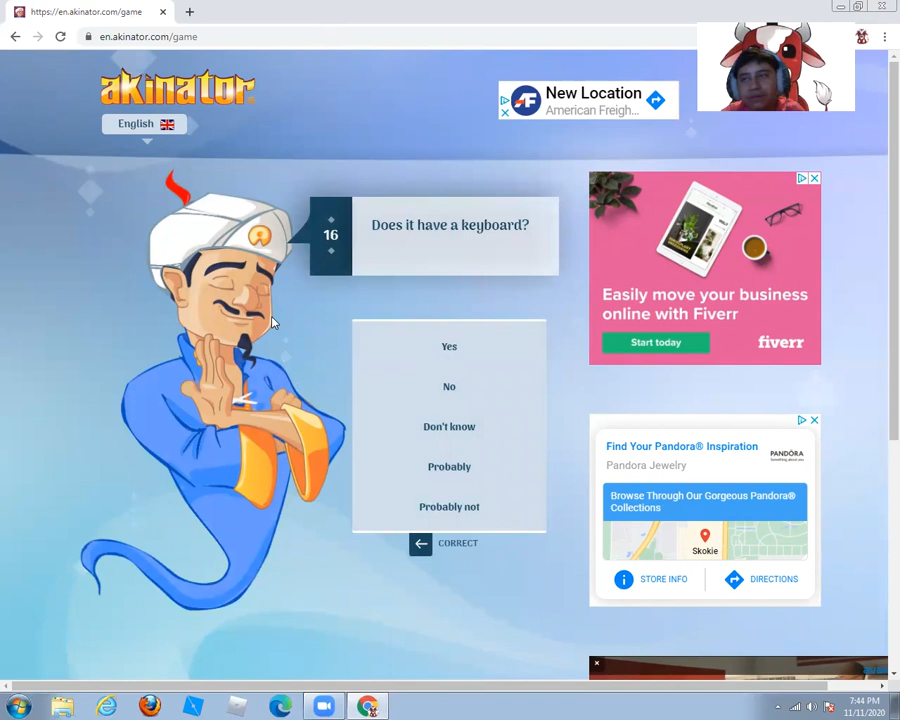 https://en.akinator.com/game
en.akinator.com/game
akinator
English
New Location
American Freigh...
16
Does it have a keyboard?
Yes
No
Don't know
Probably
Probably not
CORRECT
Easily move your business
online with Fiverr
Start today
fiverr
Find Your Pandora® Inspiration
Pandora Jewelry
PANDÖRA
Browse Through Our Gorgeous Pandora®
Collections
Skokie
STORE INFO
DIRECTIONS
7:44 PM
11/11/2020